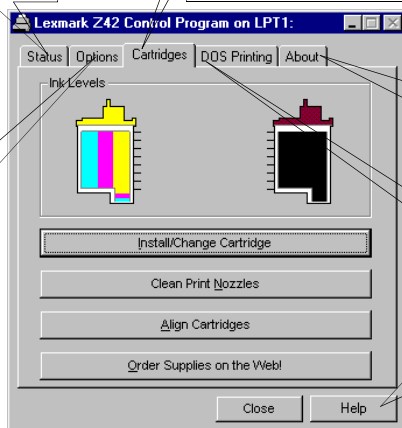 Lexmark Z42 Control Program on LPT1:
Status Options Cartridges DOS Printing About
Ink Levels
Install/Change Cartridge
Clean Print Nozzles
Align Cartridges
Order Supplies on the Web!
Close Help